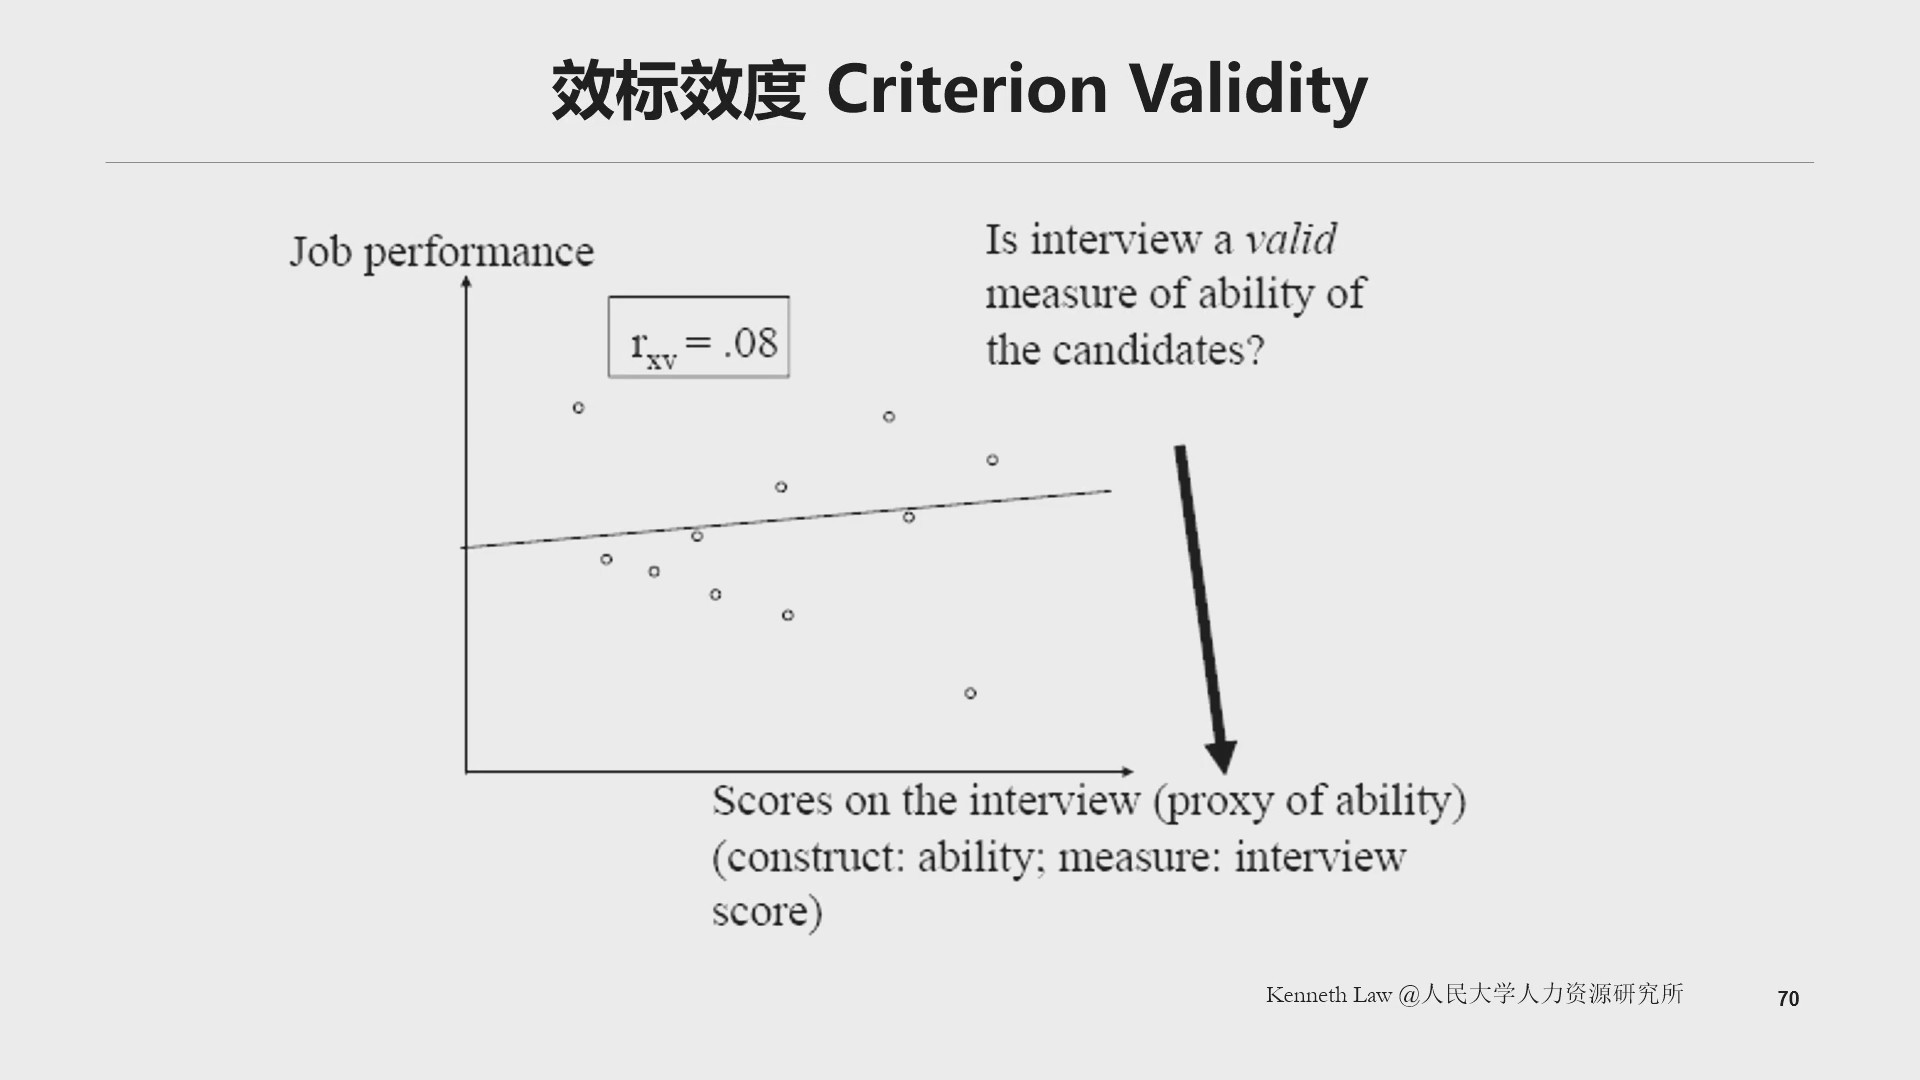 效标效度 Criterion Validity
Job performance
Is interview a valid
measure of ability of
the candidates?
rxv = .08
Scores on the interview (proxy of ability)
(construct: ability; measure: interview
score)
Kenneth Law @人民大学人力资源研究所
70